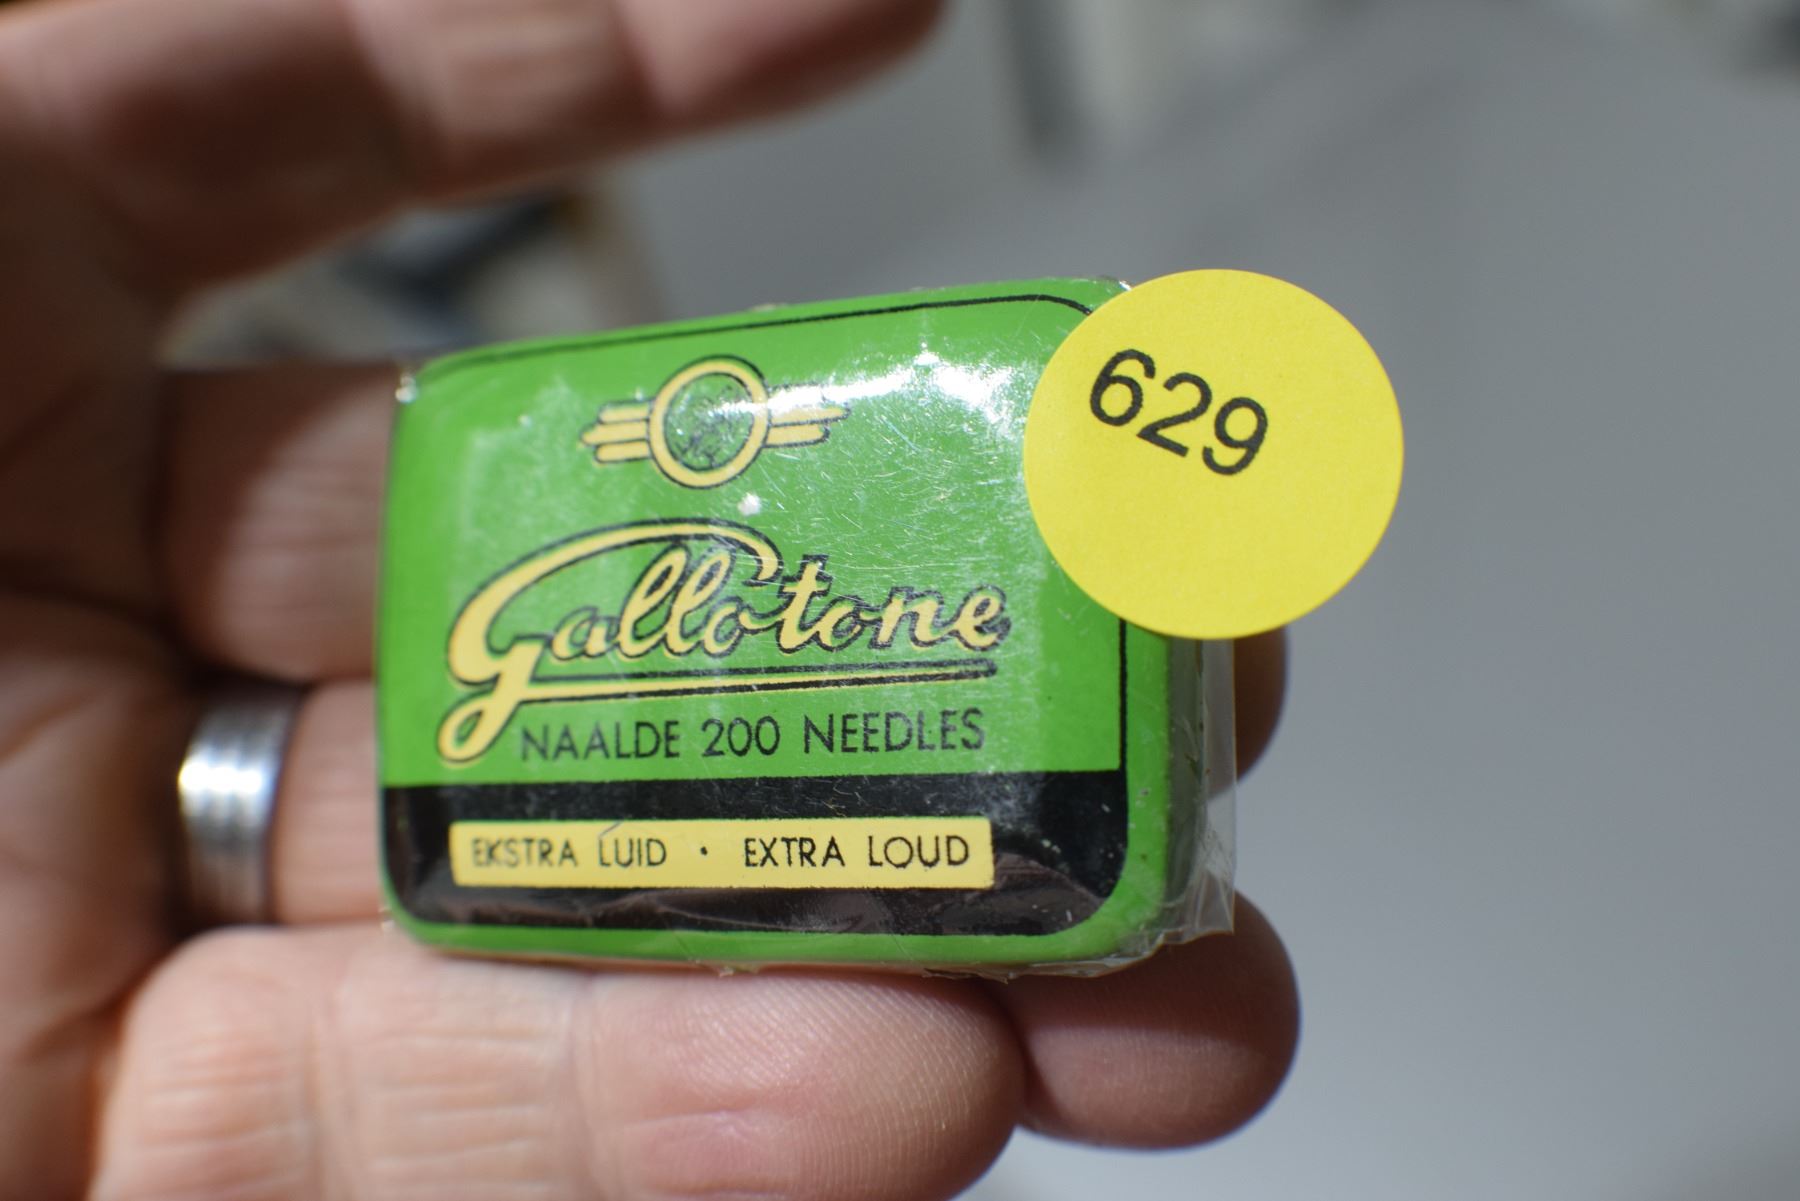 629
Gallotone
NAALDE 200 NEEDLES
EKSTRA LUID · EXTRA LOUD